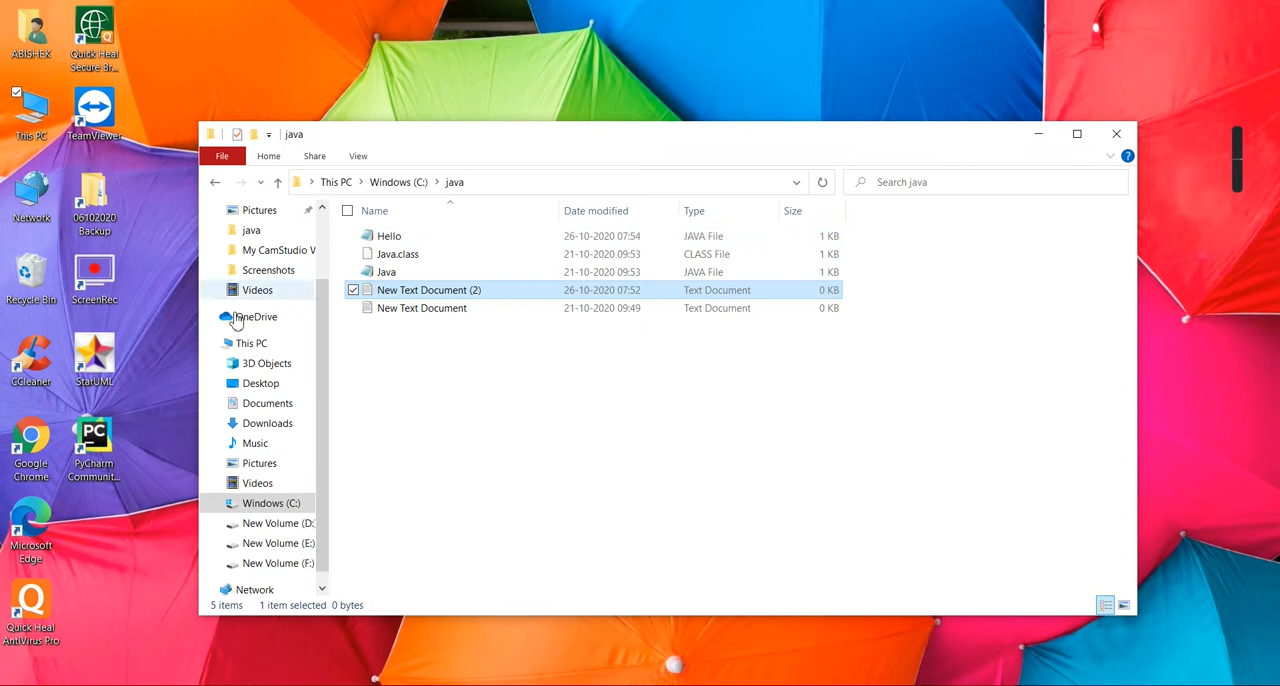 ABISHEK
Quick Heal
Secure Br...
This PC
TeamViewer
Network
06102020
Backup
Recycle Bin
ScreenRec
CCleaner
StarUML
Google
Chrome
PC
PyCharm
Communit...
Microsoft
Edge
Quick Heal
AntiVirus Pro
java
File
Home
Share
View
This PC > Windows (C:) > java
Search java
Pictures
java
My CamStudio V
Screenshots
Videos
OneDrive
This PC
3D Objects
Desktop
Documents
Downloads
Music
Pictures
Videos
Windows (C:)
New Volume (D:
New Volume (E:)
New Volume (F:)
Network
Name Date modified Type Size
Hello 26-10-2020 07:54 JAVA File 1 KB
Java.class 21-10-2020 09:53 CLASS File 1 KB
Java 21-10-2020 09:53 JAVA File 1 KB
New Text Document (2) 26-10-2020 07:52 Text Document 0 KB
New Text Document 21-10-2020 09:49 Text Document 0 KB
5 items 1 item selected 0 bytes